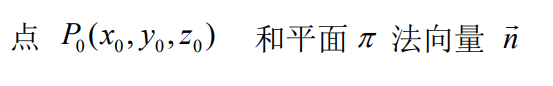 点 P₀(x₀,y₀,z₀) 和平面 π 法向量 n⃗